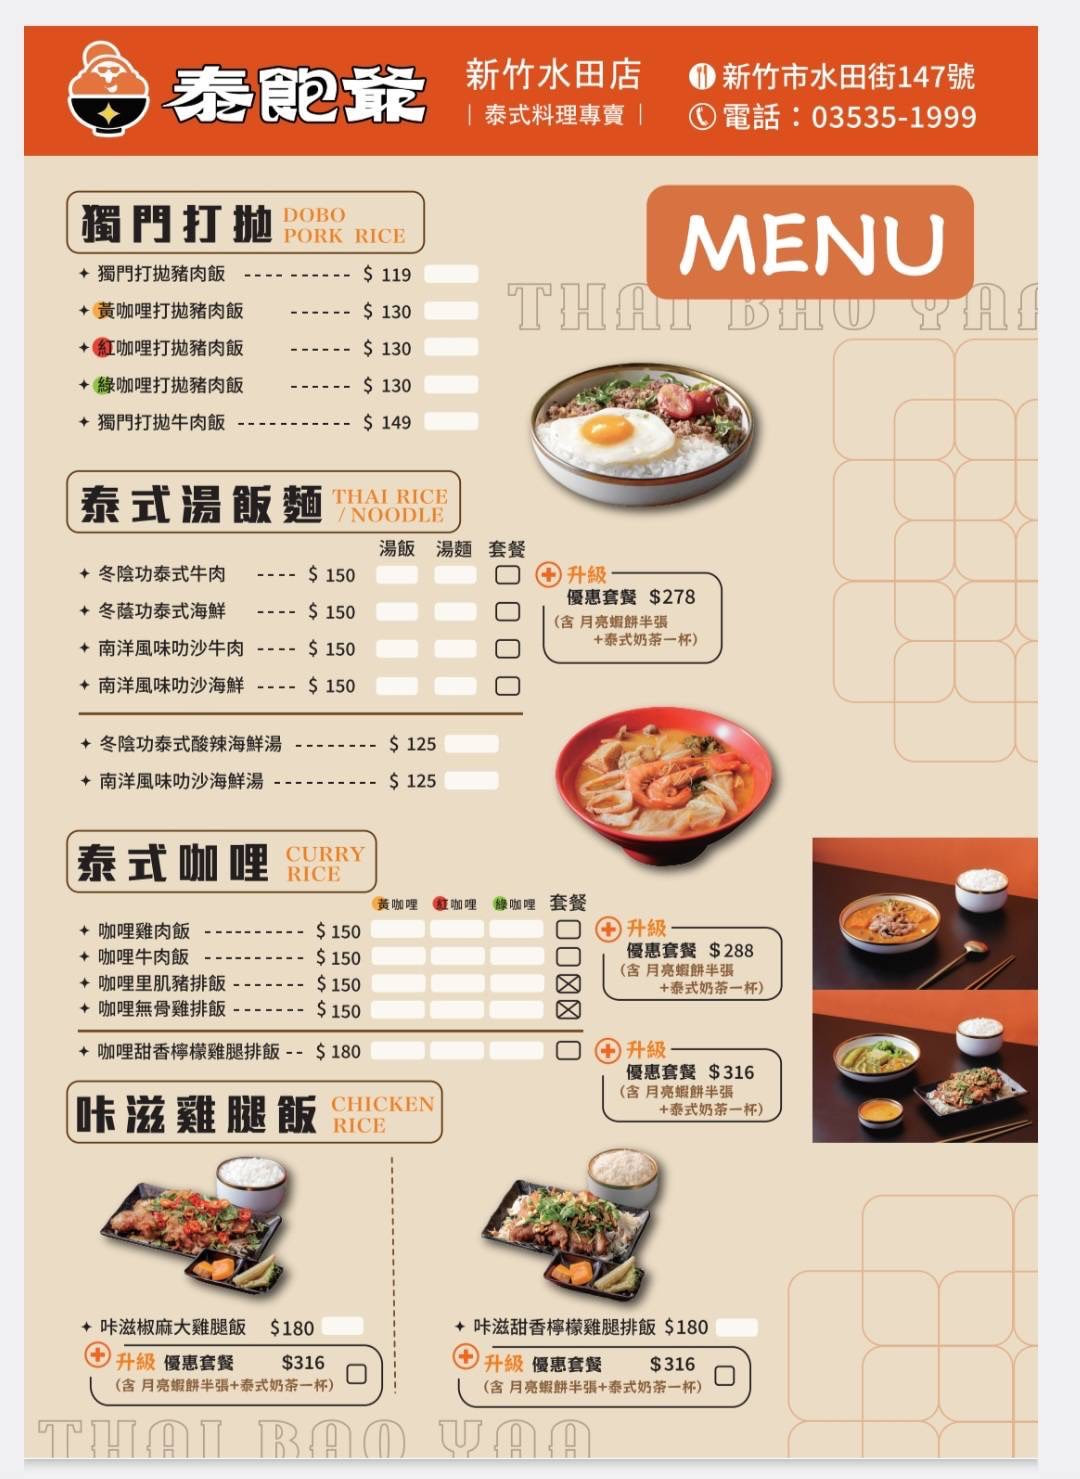 泰飽爺
新竹水田店
| 泰式料理專賣 |
新竹市水田街147號
電話：03535-1999
MENU
THAI BAO YAA
獨門打拋 DOBO PORK RICE
獨門打拋豬肉飯 ---------- $ 119
黃咖哩打拋豬肉飯 ------ $ 130
紅咖哩打拋豬肉飯 ------ $ 130
綠咖哩打拋豬肉飯 ------ $ 130
獨門打拋牛肉飯 ----------- $ 149
泰式湯飯麵 THAI RICE / NOODLE
湯飯 湯麵 套餐
冬陰功泰式牛肉 ---- $ 150
冬蔭功泰式海鮮 ---- $ 150
南洋風味叻沙牛肉 ---- $ 150
南洋風味叻沙海鮮 ---- $ 150
升級
優惠套餐 $278
(含 月亮蝦餅半張
+泰式奶茶一杯)
冬陰功泰式酸辣海鮮湯 -------- $ 125
南洋風味叻沙海鮮湯 ---------- $ 125
泰式咖哩 CURRY RICE
黃咖哩 紅咖哩 綠咖哩 套餐
咖哩雞肉飯 ---------- $ 150
咖哩牛肉飯 ---------- $ 150
咖哩里肌豬排飯 ------- $ 150
咖哩無骨雞排飯 ------- $ 150
升級
優惠套餐 $288
(含 月亮蝦餅半張
+泰式奶茶一杯)
咖哩甜香檸檬雞腿排飯 -- $ 180
升級
優惠套餐 $316
(含 月亮蝦餅半張
+泰式奶茶一杯)
咔滋雞腿飯 CHICKEN RICE
咔滋椒麻大雞腿飯 $180
升級 優惠套餐 $316
(含 月亮蝦餅半張+泰式奶茶一杯)
咔滋甜香檸檬雞腿排飯 $180
升級 優惠套餐 $316
(含 月亮蝦餅半張+泰式奶茶一杯)
THAI BAO YAA